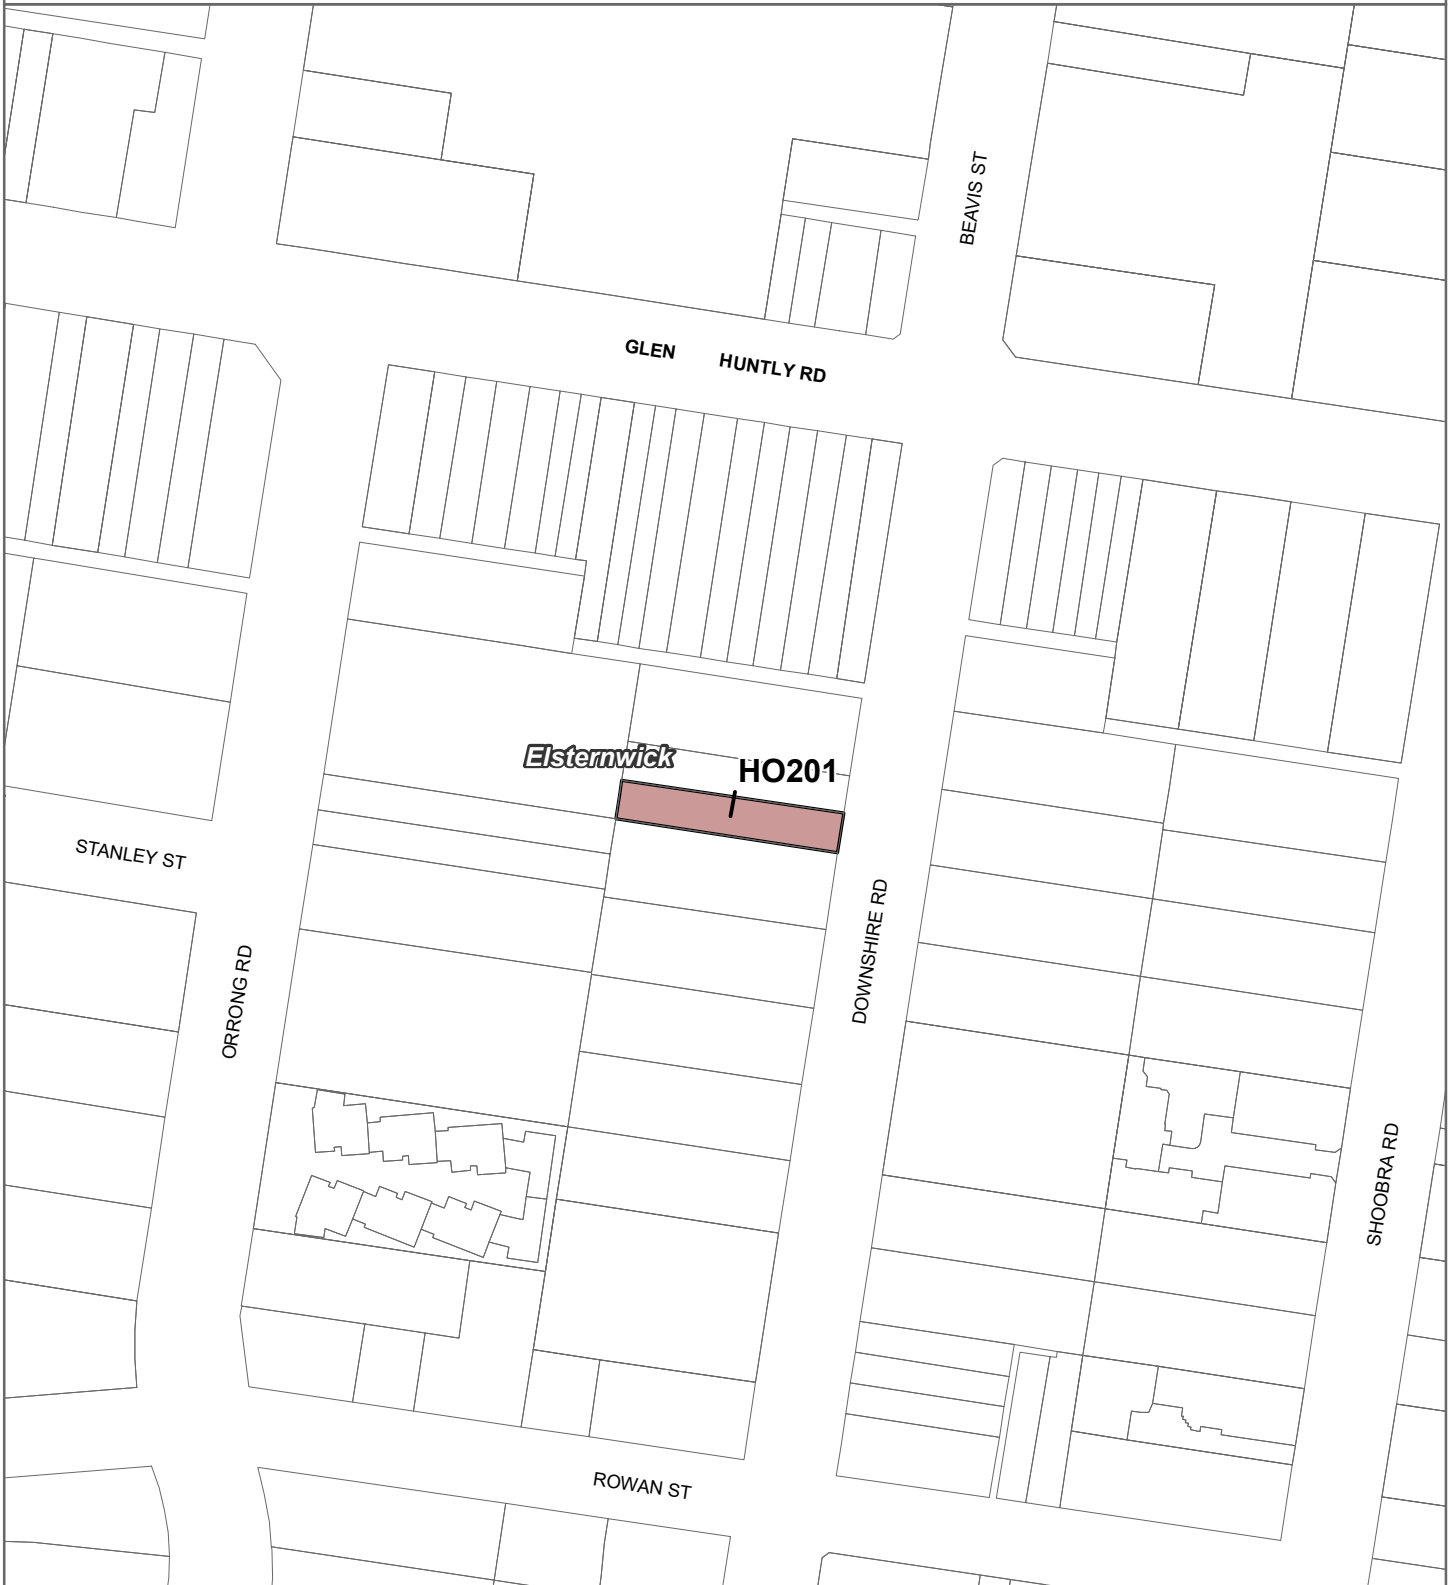 BEAVIS ST
GLEN HUNTLY RD
Elsternwick
HO201
STANLEY ST
DOWNSHIRE RD
ORRONG RD
SHOOBRA RD
ROWAN ST